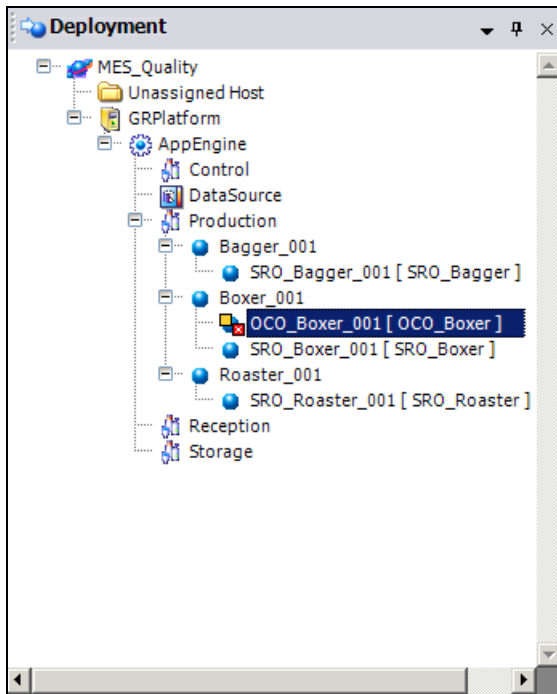 Deployment
MES_Quality
Unassigned Host
GRPlatform
AppEngine
Control
DataSource
Production
Bagger_001
SRO_Bagger_001 [ SRO_Bagger ]
Boxer_001
OCO_Boxer_001 [ OCO_Boxer ]
SRO_Boxer_001 [ SRO_Boxer ]
Roaster_001
SRO_Roaster_001 [ SRO_Roaster ]
Reception
Storage